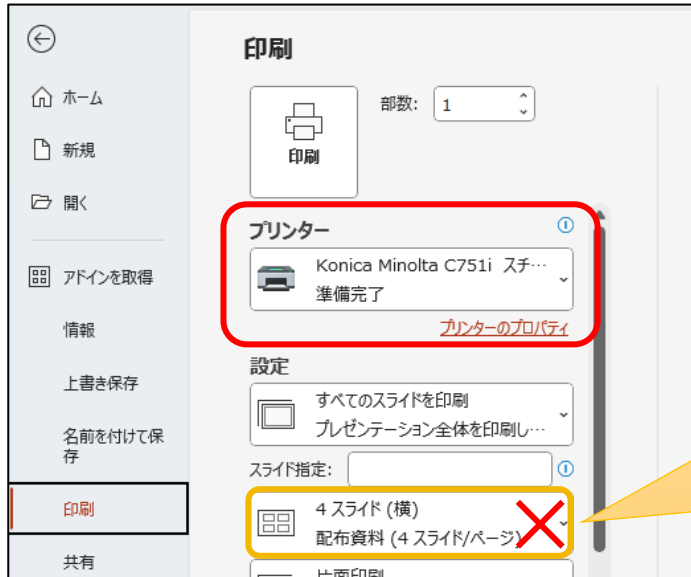 印刷
ホーム
新規
開く
アドインを取得
情報
上書き保存
名前を付けて保
存
印刷
共有
印刷
部数: 1
プリンター
Konica Minolta C751i スチ…
準備完了
プリンターのプロパティ
設定
すべてのスライドを印刷
プレゼンテーション全体を印刷し…
スライド指定:
4 スライド (横)
配布資料 (4 スライド/ページ)
片面印刷